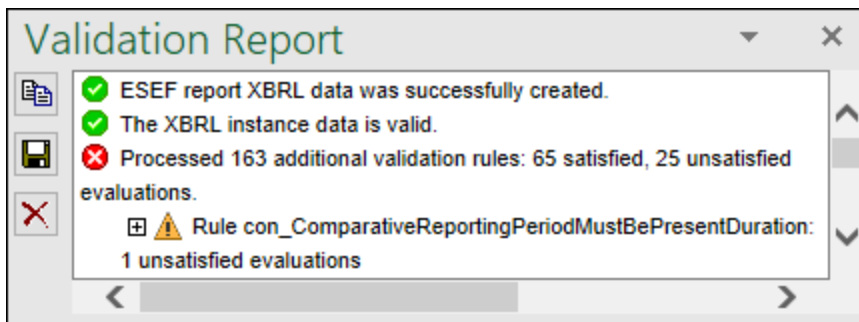 Validation Report
ESEF report XBRL data was successfully created.
The XBRL instance data is valid.
Processed 163 additional validation rules: 65 satisfied, 25 unsatisfied
evaluations.
Rule con_ComparativeReportingPeriodMustBePresentDuration:
1 unsatisfied evaluations